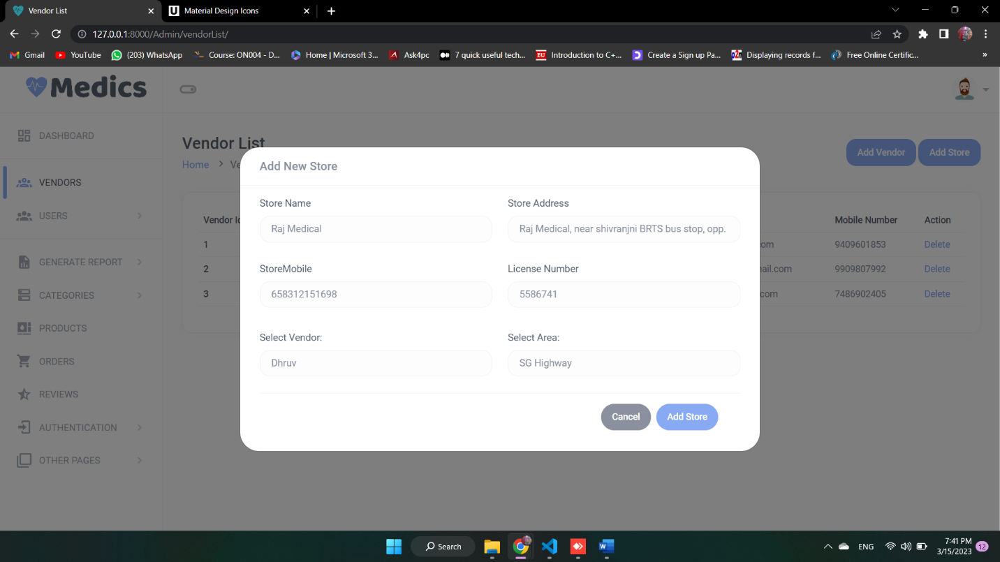 Vendor List
Material Design Icons
127.0.0.1:8000/Admin/vendorList/
Gmail
YouTube
(203) WhatsApp
Course: ON004 - D...
Home | Microsoft 3...
Ask4pc
7 quick useful tech...
Introduction to C+...
Create a Sign up Pa...
Displaying records f...
Free Online Certific...
»
Medics
DASHBOARD
VENDORS
USERS
GENERATE REPORT
CATEGORIES
PRODUCTS
ORDERS
REVIEWS
AUTHENTICATION
OTHER PAGES
Vendor List
Home > Ve
Add Vendor
Add Store
Vendor Id
Mobile Number
Action
1
com
9409601853
Delete
2
nail.com
9909807992
Delete
3
com
7486902405
Delete
Add New Store
Store Name
Store Address
Raj Medical
Raj Medical, near shivranjni BRTS bus stop, opp.
StoreMobile
License Number
658312151698
5586741
Select Vendor:
Select Area:
Dhruv
SG Highway
Cancel
Add Store
Search
ENG
7:41 PM
3/15/2023
12